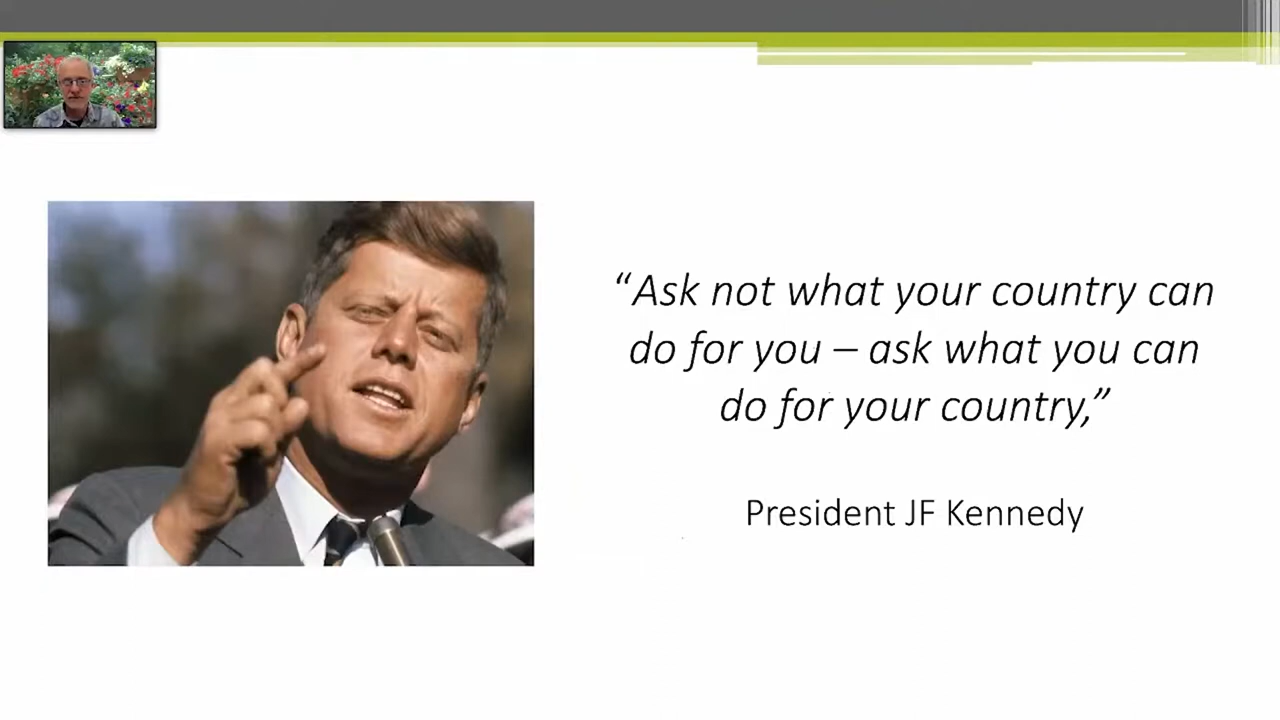 “Ask not what your country can
do for you – ask what you can
do for your country,”
President JF Kennedy